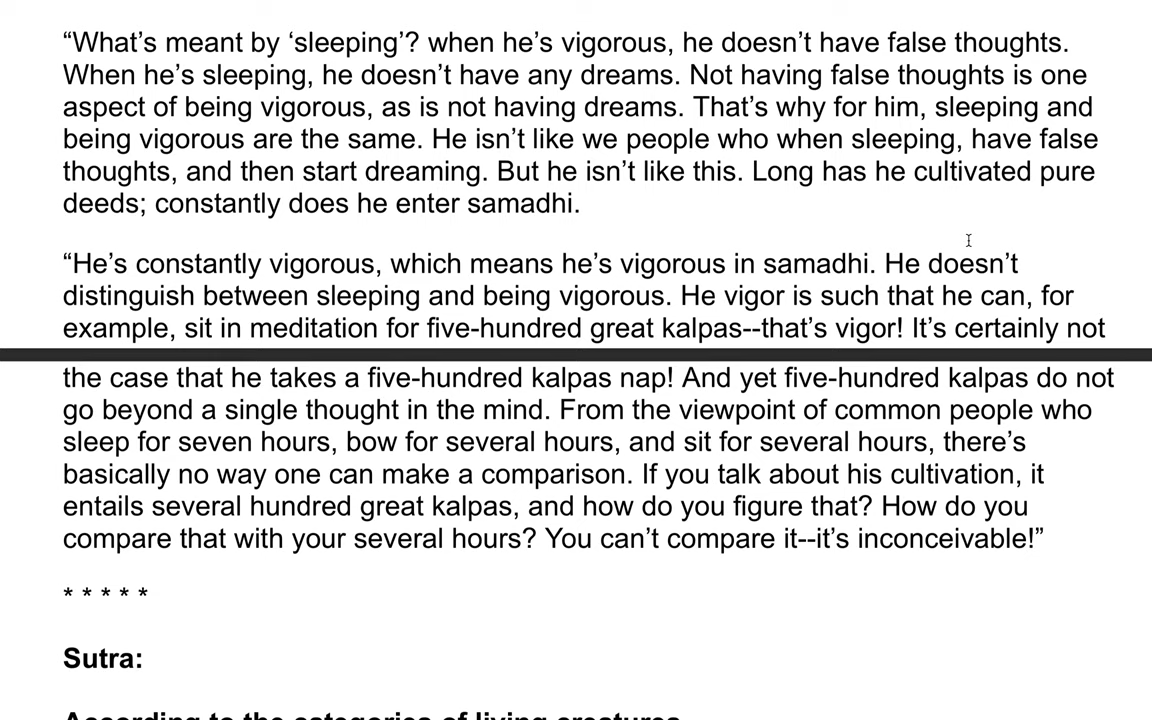 “What’s meant by ‘sleeping’? when he’s vigorous, he doesn’t have false thoughts.
When he’s sleeping, he doesn’t have any dreams. Not having false thoughts is one
aspect of being vigorous, as is not having dreams. That’s why for him, sleeping and
being vigorous are the same. He isn’t like we people who when sleeping, have false
thoughts, and then start dreaming. But he isn’t like this. Long has he cultivated pure
deeds; constantly does he enter samadhi.
“He’s constantly vigorous, which means he’s vigorous in samadhi. He doesn’t
distinguish between sleeping and being vigorous. He vigor is such that he can, for
example, sit in meditation for five-hundred great kalpas--that’s vigor! It’s certainly not
the case that he takes a five-hundred kalpas nap! And yet five-hundred kalpas do not
go beyond a single thought in the mind. From the viewpoint of common people who
sleep for seven hours, bow for several hours, and sit for several hours, there’s
basically no way one can make a comparison. If you talk about his cultivation, it
entails several hundred great kalpas, and how do you figure that? How do you
compare that with your several hours? You can’t compare it--it’s inconceivable!”
* * * * *
Sutra:
According to the categories of living creatures